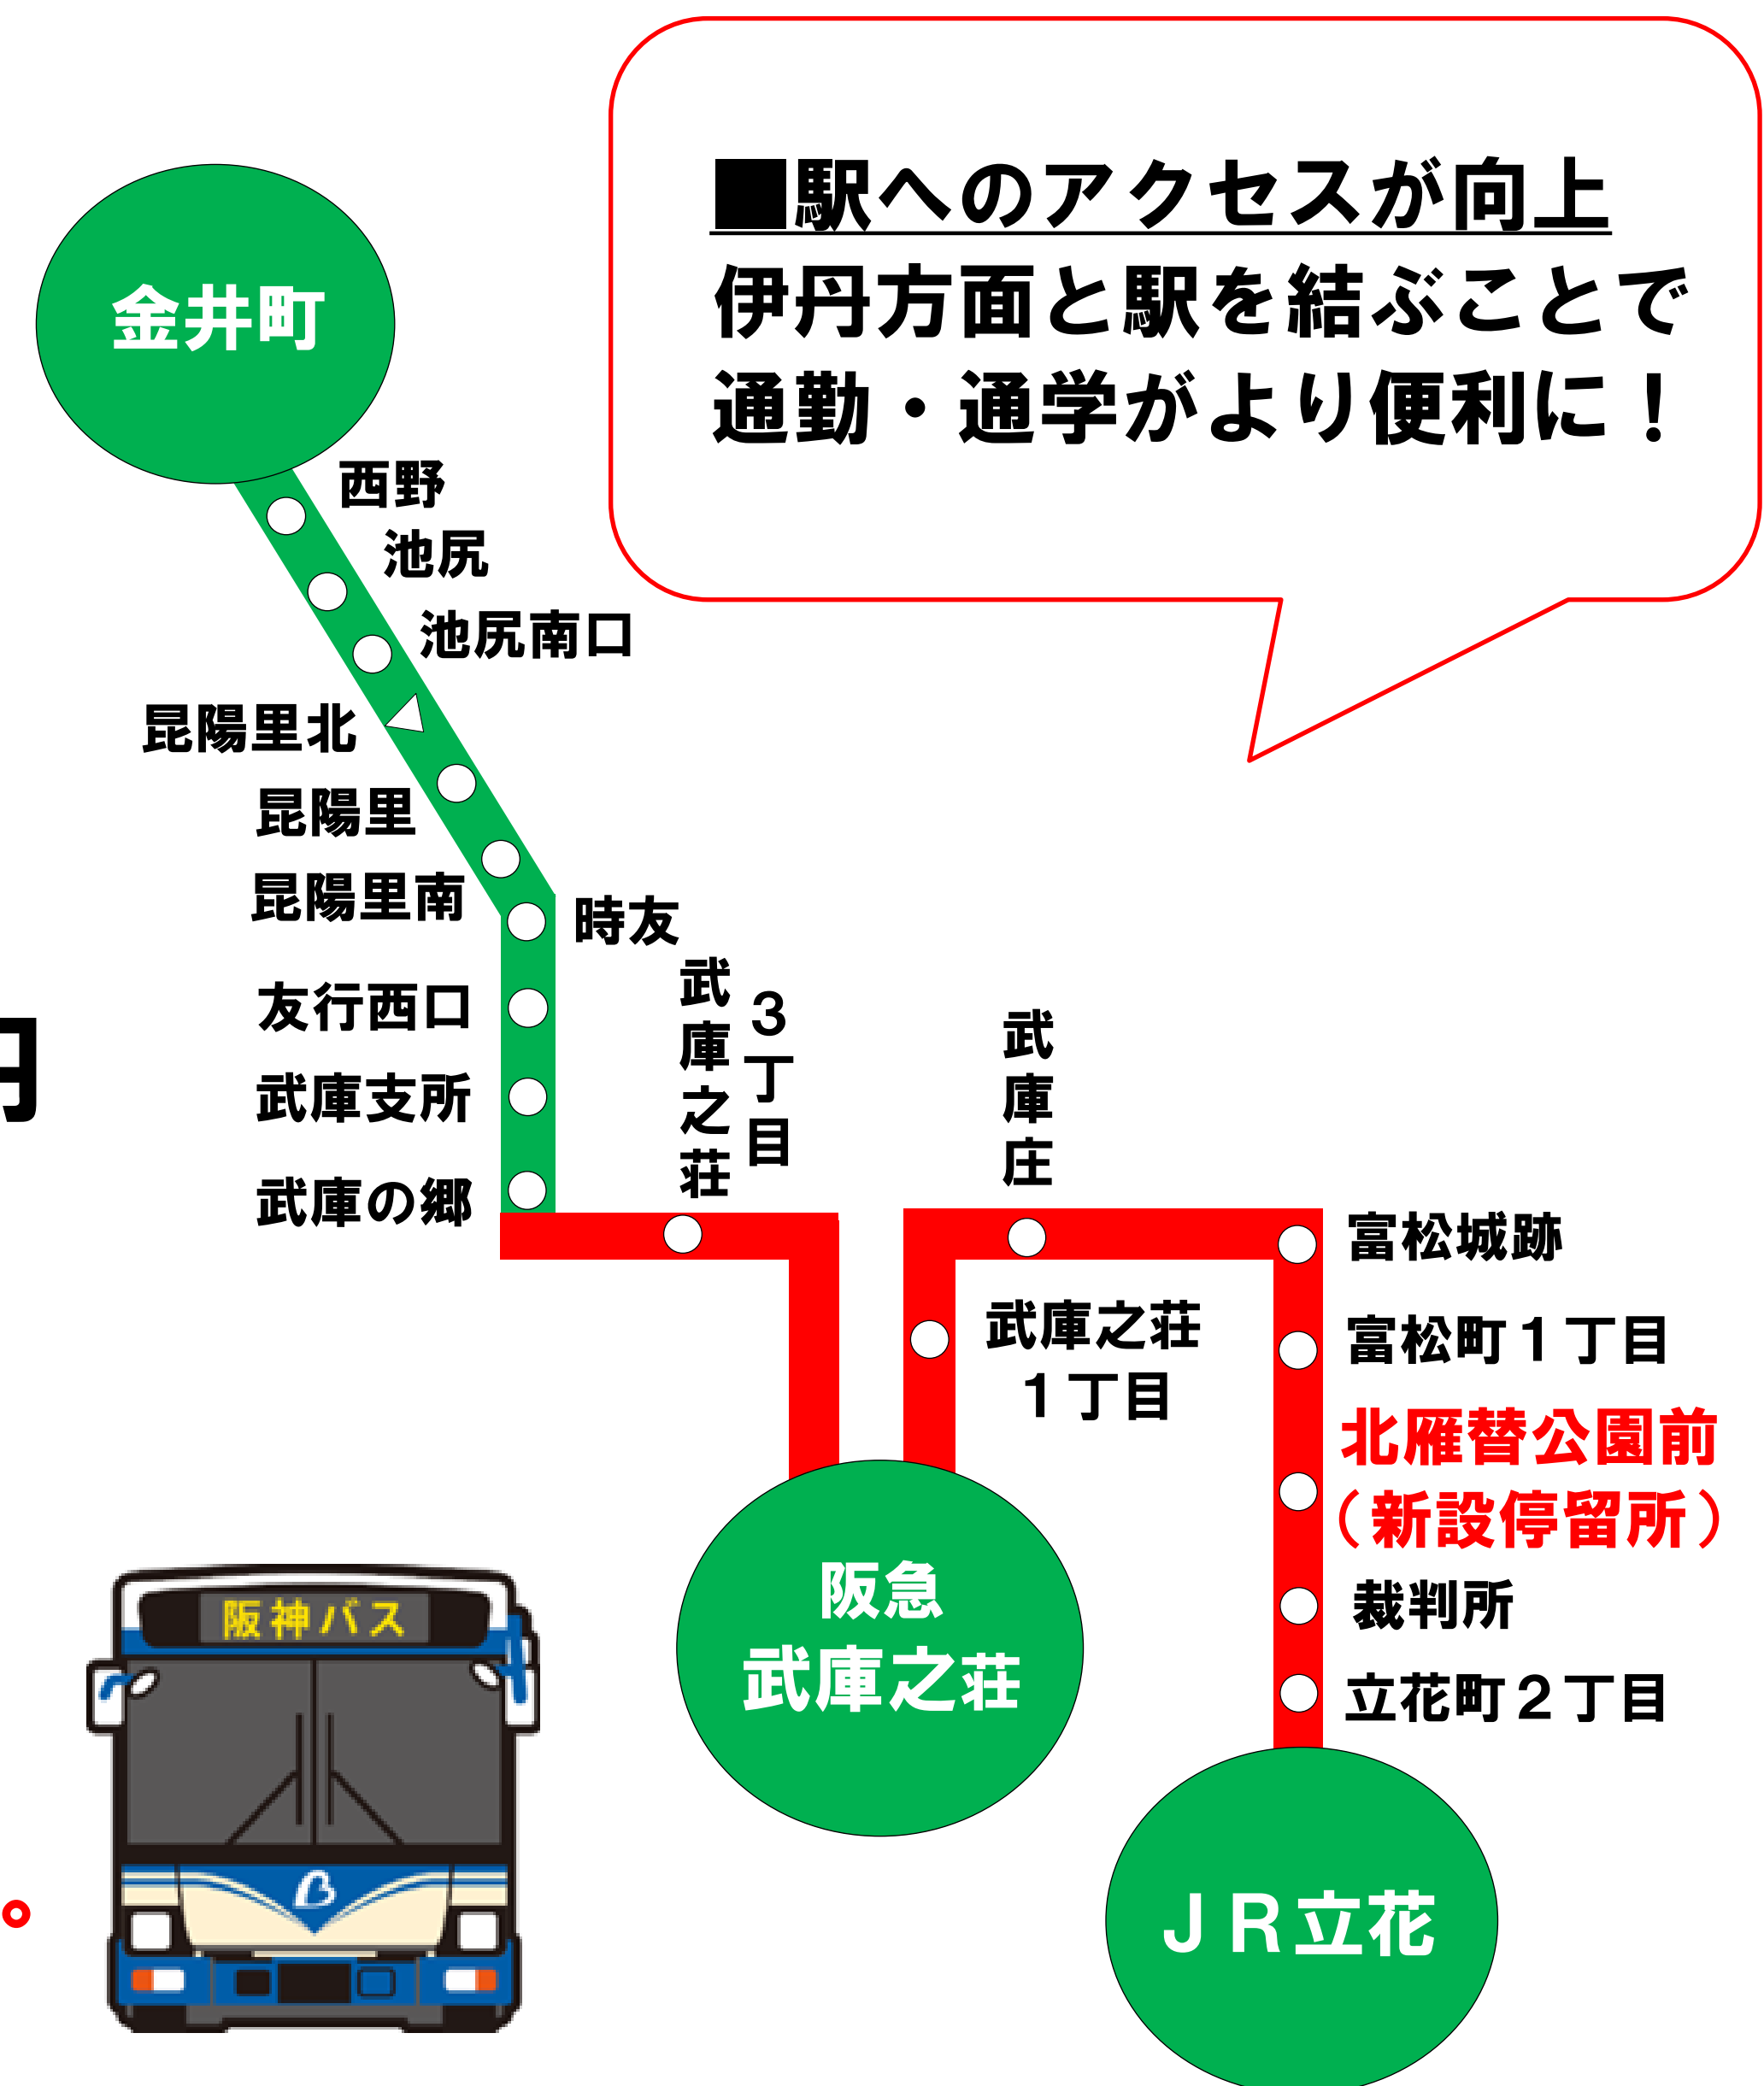 ■駅へのアクセスが向上
伊丹方面と駅を結ぶことで
通勤・通学がより便利に！
金井町
西野
池尻
池尻南口
昆陽里北
昆陽里
昆陽里南
時友
友行西口
武庫支所
武庫の郷
武庫之荘
３丁目
武庫庄
武庫之荘
１丁目
富松城跡
富松町１丁目
北雁替公園前
（新設停留所）
裁判所
立花町２丁目
阪急
武庫之荘
ＪＲ立花
阪神バス
円
。